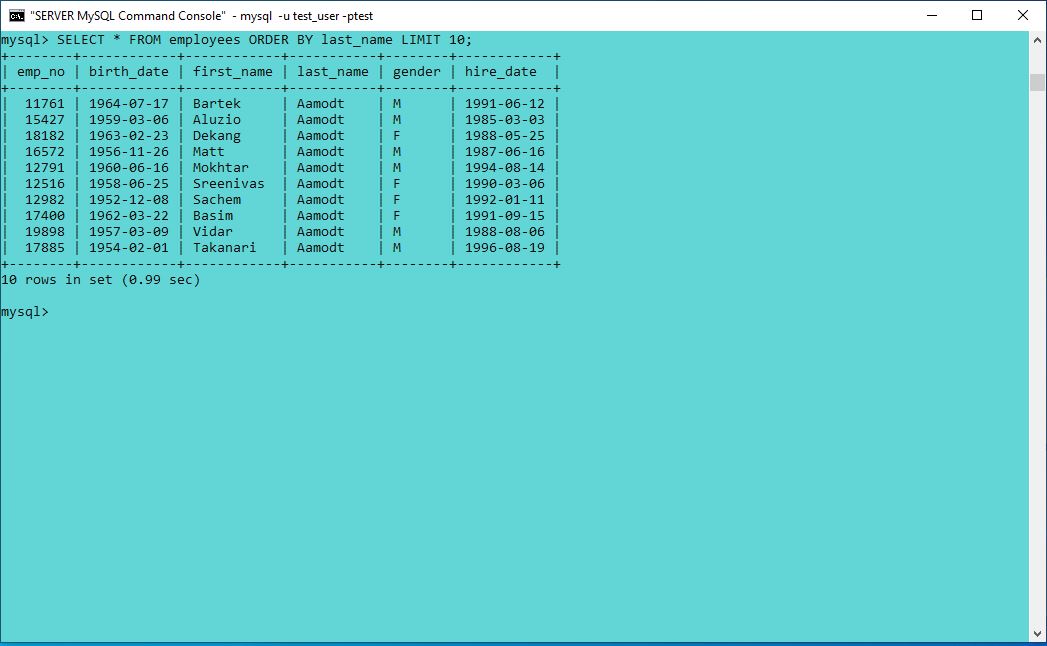 "SERVER MySQL Command Console" - mysql -u test_user -ptest
mysql> SELECT * FROM employees ORDER BY last_name LIMIT 10;
+--------+------------+------------+-----------+--------+------------+
| emp_no | birth_date | first_name | last_name | gender | hire_date  |
+--------+------------+------------+-----------+--------+------------+
|  11761 | 1964-07-17 | Bartek     | Aamodt    | M      | 1991-06-12 |
|  15427 | 1959-03-06 | Aluzio     | Aamodt    | M      | 1985-03-03 |
|  18182 | 1963-02-23 | Dekang     | Aamodt    | F      | 1988-05-25 |
|  16572 | 1956-11-26 | Matt       | Aamodt    | M      | 1987-06-16 |
|  12791 | 1960-06-16 | Mokhtar    | Aamodt    | M      | 1994-08-14 |
|  12516 | 1958-06-25 | Sreenivas  | Aamodt    | F      | 1990-03-06 |
|  12982 | 1952-12-08 | Sachem     | Aamodt    | F      | 1992-01-11 |
|  17400 | 1962-03-22 | Basim      | Aamodt    | F      | 1991-09-15 |
|  19898 | 1957-03-09 | Vidar      | Aamodt    | M      | 1988-08-06 |
|  17885 | 1954-02-01 | Takanari   | Aamodt    | M      | 1996-08-19 |
+--------+------------+------------+-----------+--------+------------+
10 rows in set (0.99 sec)
mysql>